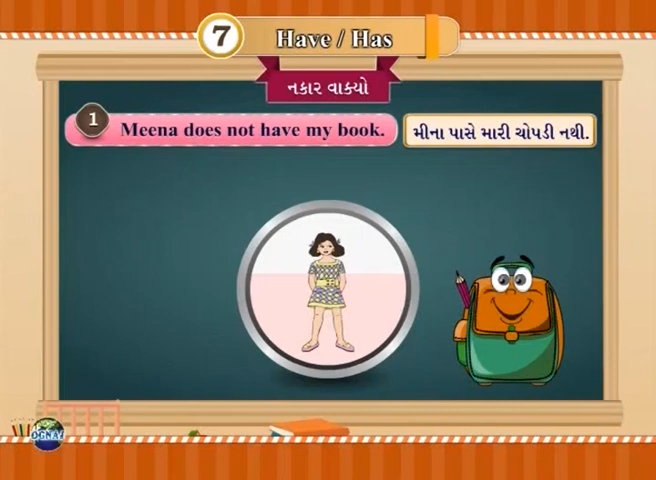 7
Have / Has
નકાર વાક્યો
1
Meena does not have my book.
મીના પાસે મારી ચોપડી નથી.